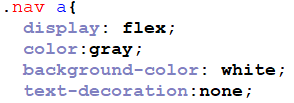 .nav a{
display: flex;
color:gray;
background-color: white;
text-decoration:none;